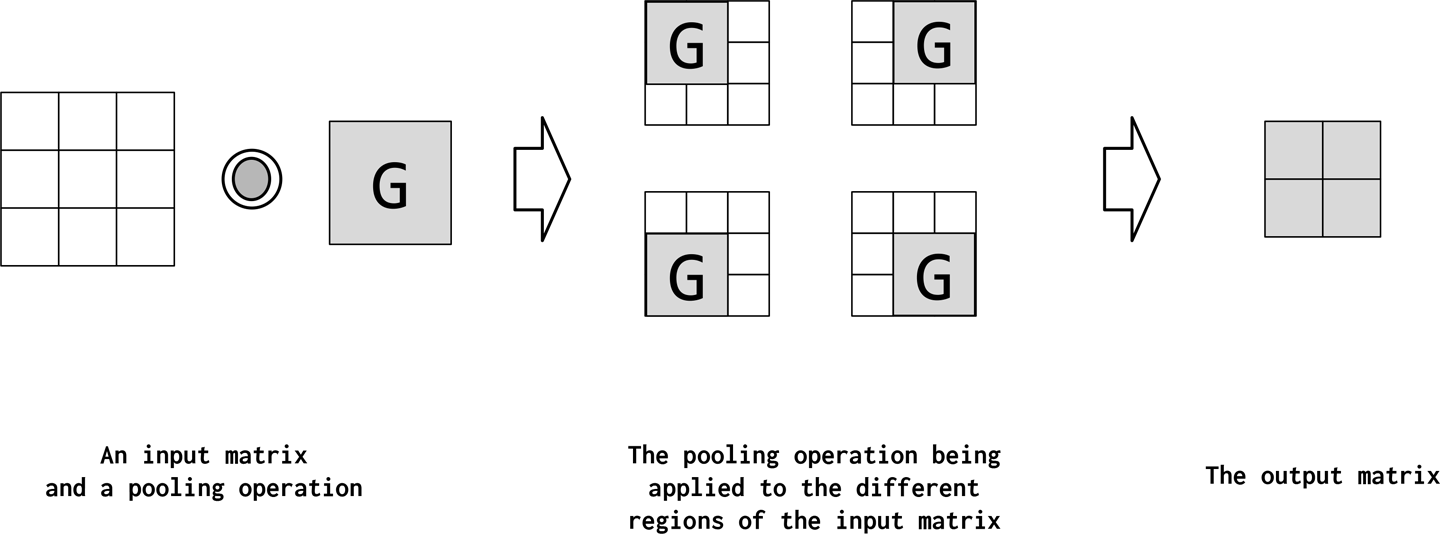 G
G
G
G
G
An input matrix
and a pooling operation
The pooling operation being
applied to the different
regions of the input matrix
The output matrix